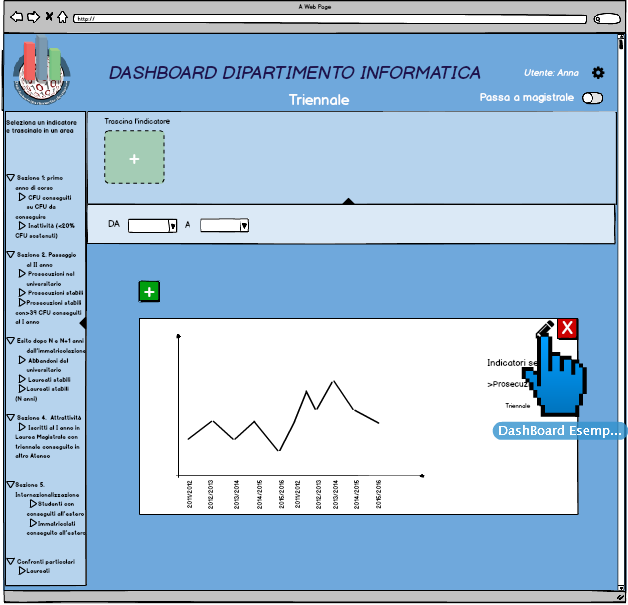 A Web Page
http://
DASHBOARD DIPARTIMENTO INFORMATICA
Utente: Anna
Triennale
Passa a magistrale
Seleziona un indicatore
e trascinalo in un area
Trascina l'indicatore
+
Sezione 1: primo
anno di corso
CFU conseguiti
su CFU da
conseguire
Inattività (<20%
CFU sostenuti)
DA
A
Sezione 2. Passaggio
al II anno
Prosecuzioni nel
universitario
Prosecuzioni stabili
Prosecuzioni stabili
con>39 CFU conseguiti
al I anno
+
X
Esito dopo N e N+1 anni
dall'immatricolazione
Abbandoni del
universitario
Laureati stabili
Laureati stabili
(N anni)
Indicatori se
>Prosecuz
Triennale
DashBoard Esemp...
Sezione 4. Attrattività
Iscritti al I anno in
Laurea Magistrale con
triennale conseguito in
altro Ateneo
Sezione 5.
Internazionalizzazione
Studenti con
conseguiti all'estero
Immatricolati
conseguito all'estero
2011/2012
2012/2013
2013/2014
2014/2015
2015/2016
2011/2012
2012/2013
2013/2014
2014/2015
2015/2016
Confronti particolari
Laureati